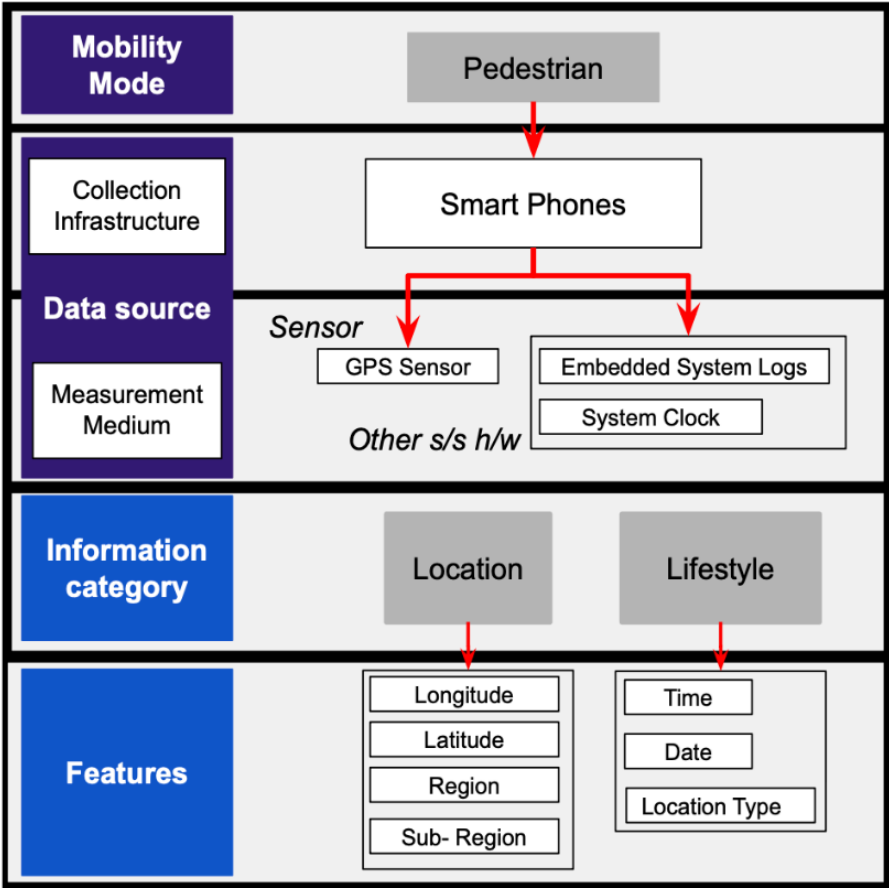 Mobility
Mode
Pedestrian
Collection
Infrastructure
Smart Phones
Data source
Sensor
GPS Sensor
Embedded System Logs
Measurement
Medium
System Clock
Other s/s h/w
Information
category
Location
Lifestyle
Features
Longitude
Latitude
Region
Sub- Region
Time
Date
Location Type